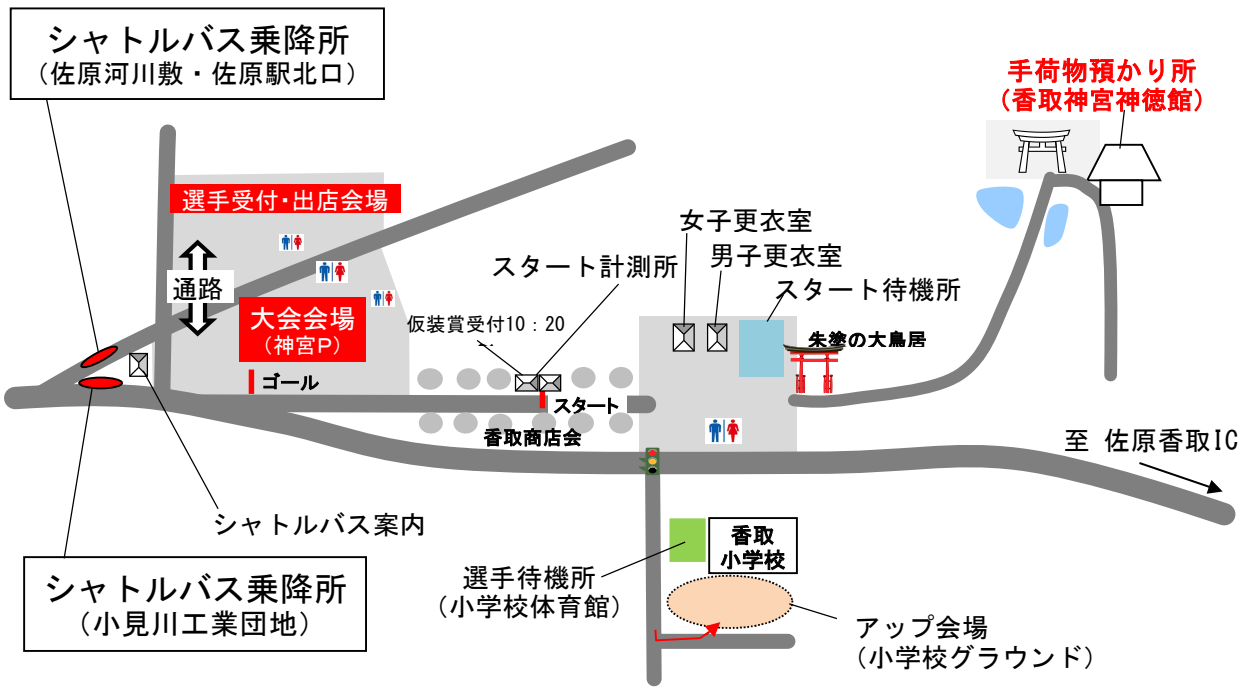 シャトルバス乗降所
（佐原河川敷・佐原駅北口）
手荷物預かり所
（香取神宮神徳館）
選手受付・出店会場
女子更衣室
男子更衣室
スタート計測所
スタート待機所
通路
大会会場
（神宮P）
仮装賞受付10：20
朱塗の大鳥居
ゴール
スタート
香取商店会
至 佐原香取IC
シャトルバス案内
香取
小学校
シャトルバス乗降所
（小見川工業団地）
選手待機所
（小学校体育館）
アップ会場
（小学校グラウンド）